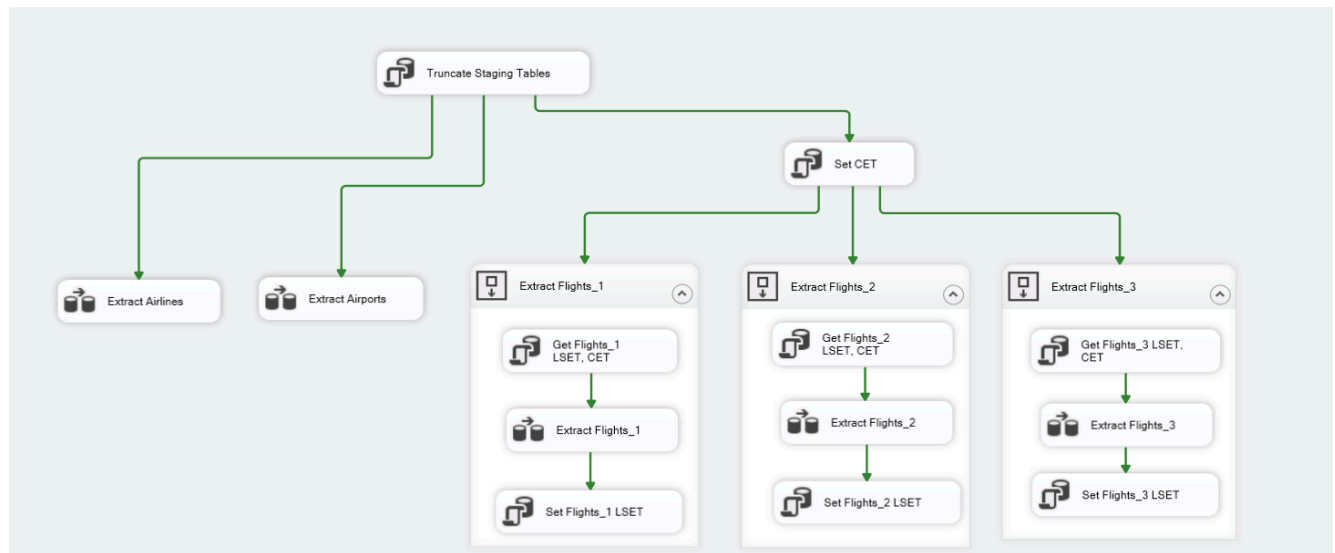 Truncate Staging Tables
Set CET
Extract Airlines
Extract Airports
Extract Flights_1
Get Flights_1
LSET, CET
Extract Flights_1
Set Flights_1 LSET
Extract Flights_2
Get Flights_2
LSET, CET
Extract Flights_2
Set Flights_2 LSET
Extract Flights_3
Get Flights_3 LSET,
CET
Extract Flights_3
Set Flights_3 LSET